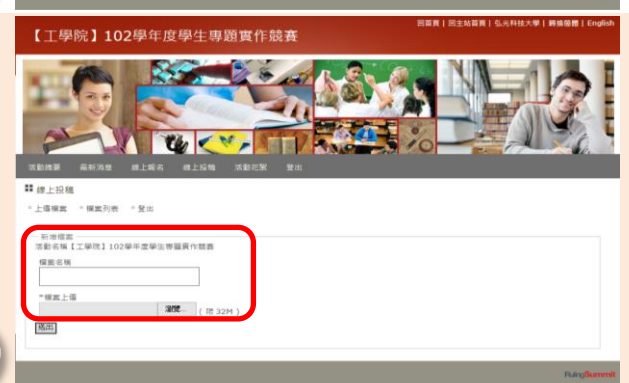 回首頁 | 回主站首頁 | 弘光科技大學 | 轉換簡體 | English
【工學院】102學年度學生專題實作競賽
活動摘要 最新消息 線上報名 線上投稿 活動花絮 登出
線上投稿
上傳檔案 檔案列表 登出
新增檔案
活動名稱【工學院】102學年度學生專題實作競賽
檔案名稱
*檔案上傳
瀏覽... ( 限 32M )
送出
RulingSummit